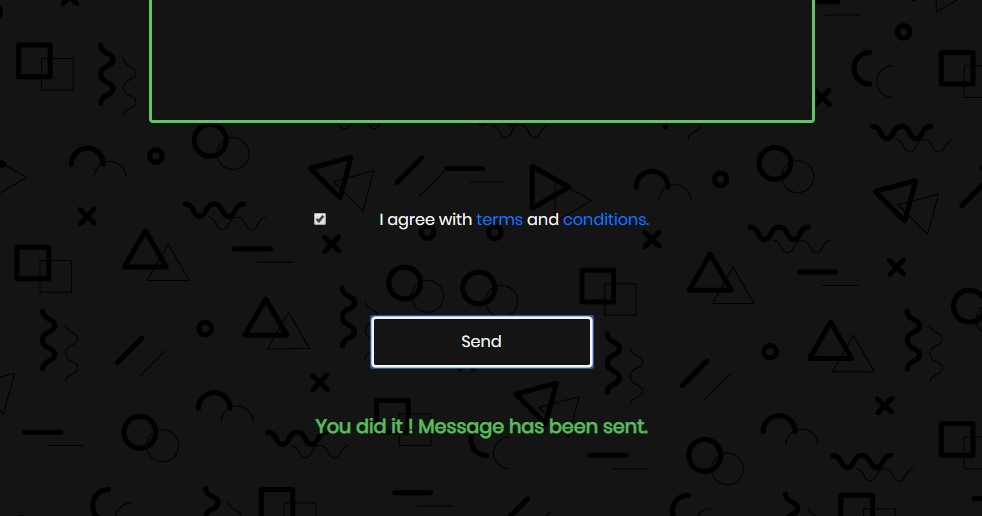 I agree with terms and conditions.
Send
You did it ! Message has been sent.